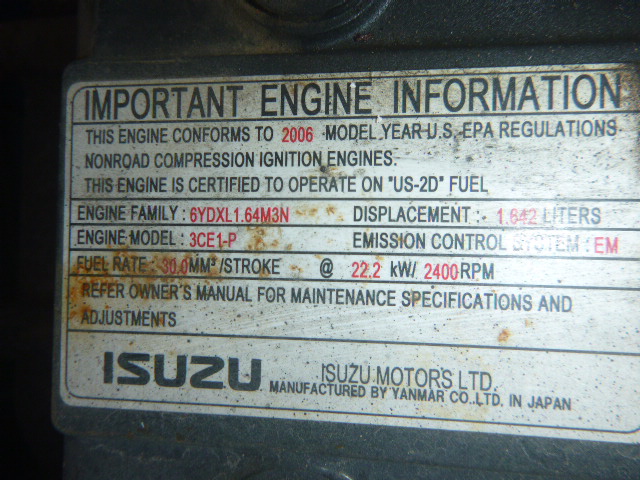 IMPORTANT ENGINE INFORMATION
THIS ENGINE CONFORMS TO 2006 MODEL YEAR U.S. EPA REGULATIONS
NONROAD COMPRESSION IGNITION ENGINES.
THIS ENGINE IS CERTIFIED TO OPERATE ON "US-2D" FUEL
ENGINE FAMILY : 6YDXL1.64M3N DISPLACEMENT : 1.642 LITERS
ENGINE MODEL : 3CE1-P EMISSION CONTROL SYSTEM : EM
FUEL RATE : 30.0MM³/STROKE @ 22.2 kW/ 2400RPM
REFER OWNER'S MANUAL FOR MAINTENANCE SPECIFICATIONS AND
ADJUSTMENTS
ISUZU ISUZU MOTORS LTD.
MANUFACTURED BY YANMAR CO.,LTD. IN JAPAN